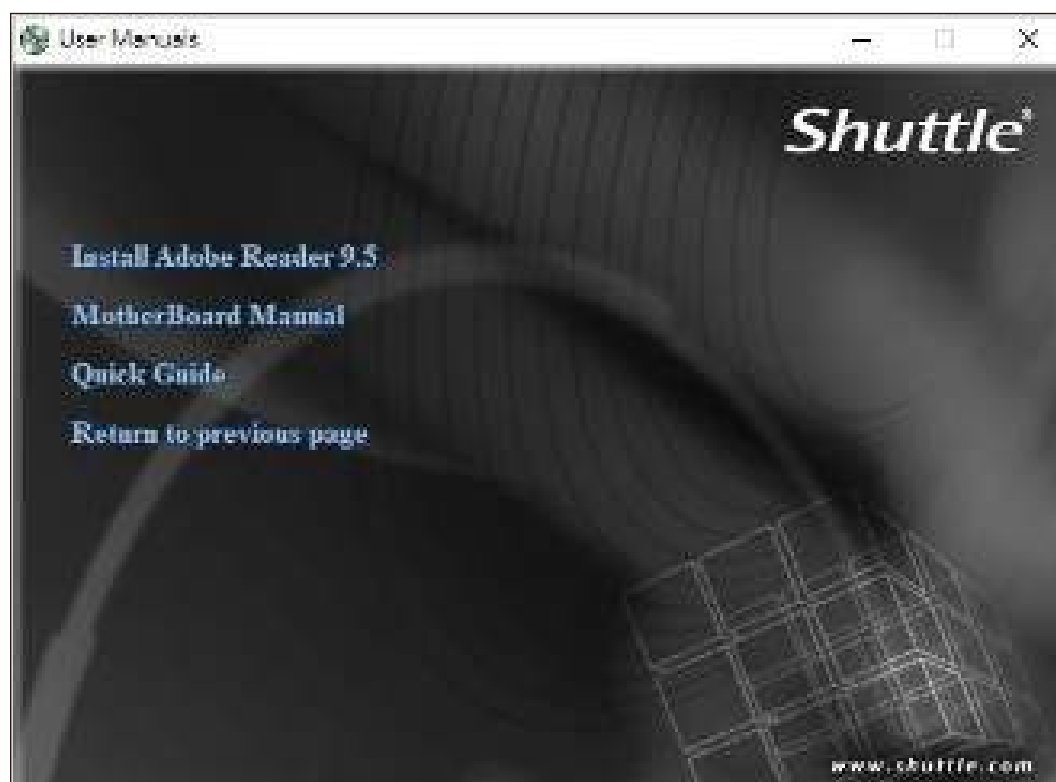 User Manuals
Shuttle®
Install Adobe Reader 9.5
MotherBoard Manual
Quick Guide
Return to previous page
www.shuttle.com